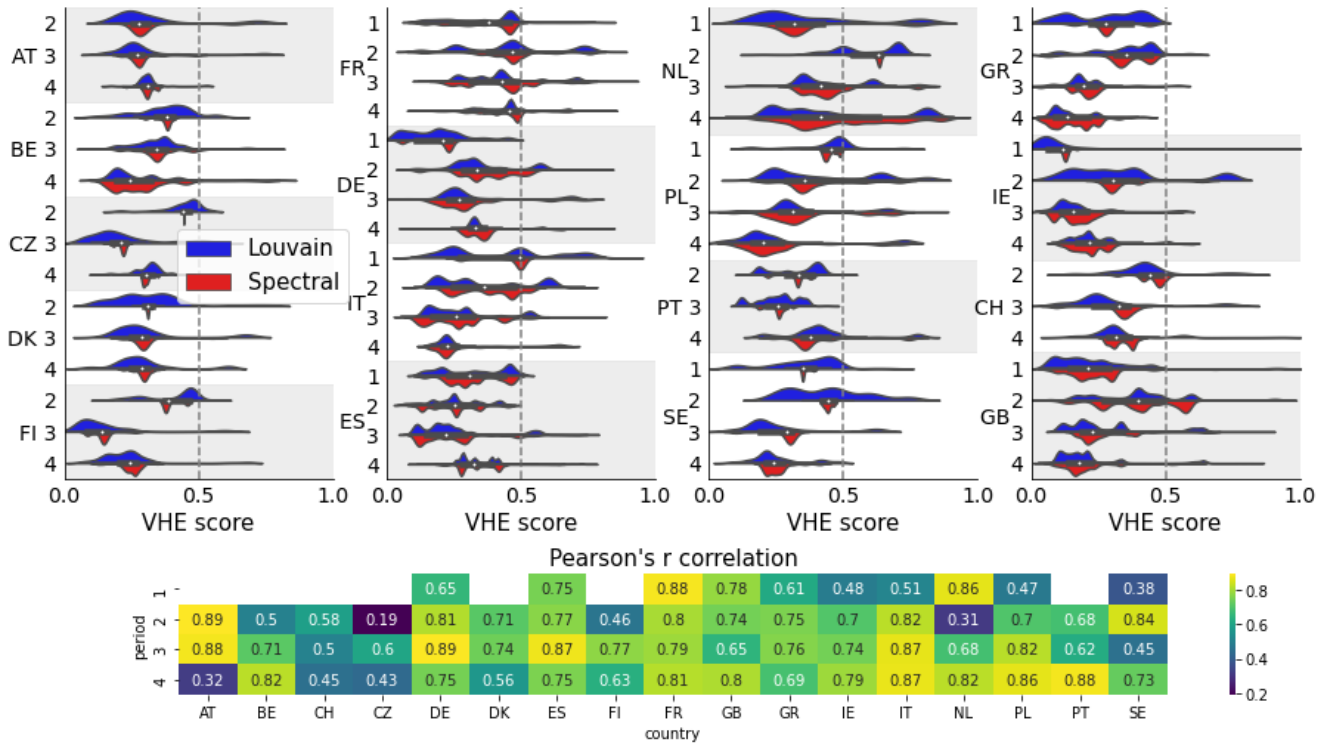 2
AT 3
4
2
BE 3
4
2
CZ 3
4
2
DK 3
4
2
FI 3
4
0.0 0.5 1.0
VHE score
Louvain
Spectral
1
2
FR
3
4
1
2
DE
3
4
1
2
IT
3
4
1
2
ES
3
4
0.0 0.5 1.0
VHE score
1
2
NL
3
4
1
2
PL
3
4
2
PT 3
4
1
2
SE
3
4
0.0 0.5 1.0
VHE score
1
2
GR
3
4
1
2
IE
3
4
2
CH 3
4
1
2
GB
3
4
0.0 0.5 1.0
VHE score
Pearson's r correlation
1 0.65 0.75 0.88 0.78 0.61 0.48 0.51 0.86 0.47 0.38
2 0.89 0.5 0.58 0.19 0.81 0.71 0.77 0.46 0.8 0.74 0.75 0.7 0.82 0.31 0.7 0.68 0.84
3 0.88 0.71 0.5 0.6 0.89 0.74 0.87 0.77 0.79 0.65 0.76 0.74 0.87 0.68 0.82 0.62 0.45
4 0.32 0.82 0.45 0.43 0.75 0.56 0.75 0.63 0.81 0.8 0.69 0.79 0.87 0.82 0.86 0.88 0.73
period
AT BE CH CZ DE DK ES FI FR GB GR IE IT NL PL PT SE
country
0.8
0.6
0.4
0.2